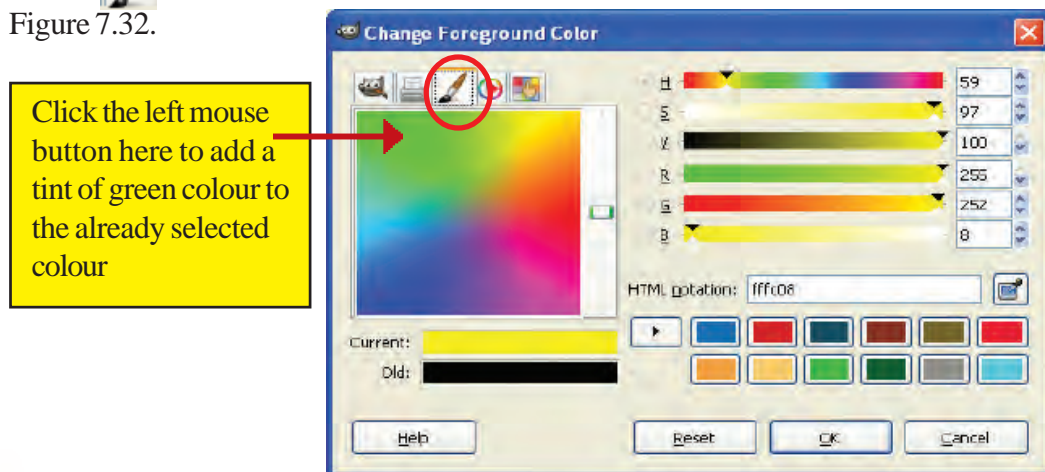 Figure 7.32.
Change Foreground Color
Click the left mouse
button here to add a
tint of green colour to
the already selected
colour
H 59
S 97
V 100
R 255
G 252
B 8
HTML notation: fffc08
Current:
Old:
Help Reset OK Cancel